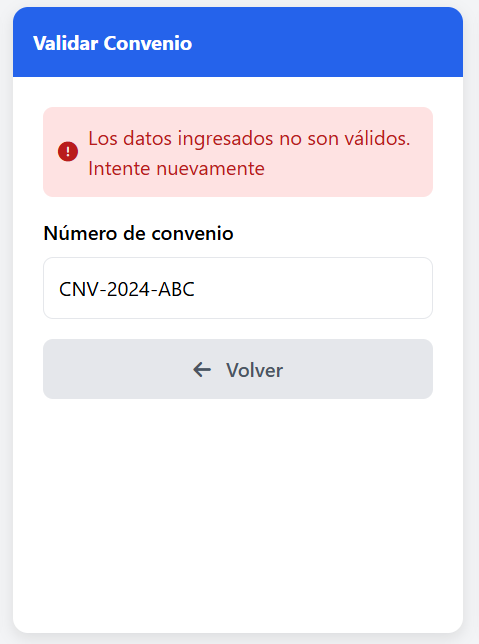 Validar Convenio
Los datos ingresados no son válidos.
Intente nuevamente
Número de convenio
CNV-2024-ABC
Volver